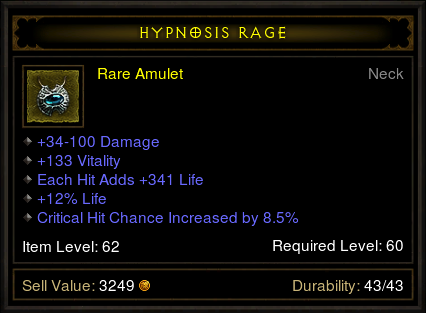 HYPNOSIS RAGE
Rare Amulet Neck
+34-100 Damage
+133 Vitality
Each Hit Adds +341 Life
+12% Life
Critical Hit Chance Increased by 8.5%
Item Level: 62 Required Level: 60
Sell Value: 3249 Durability: 43/43